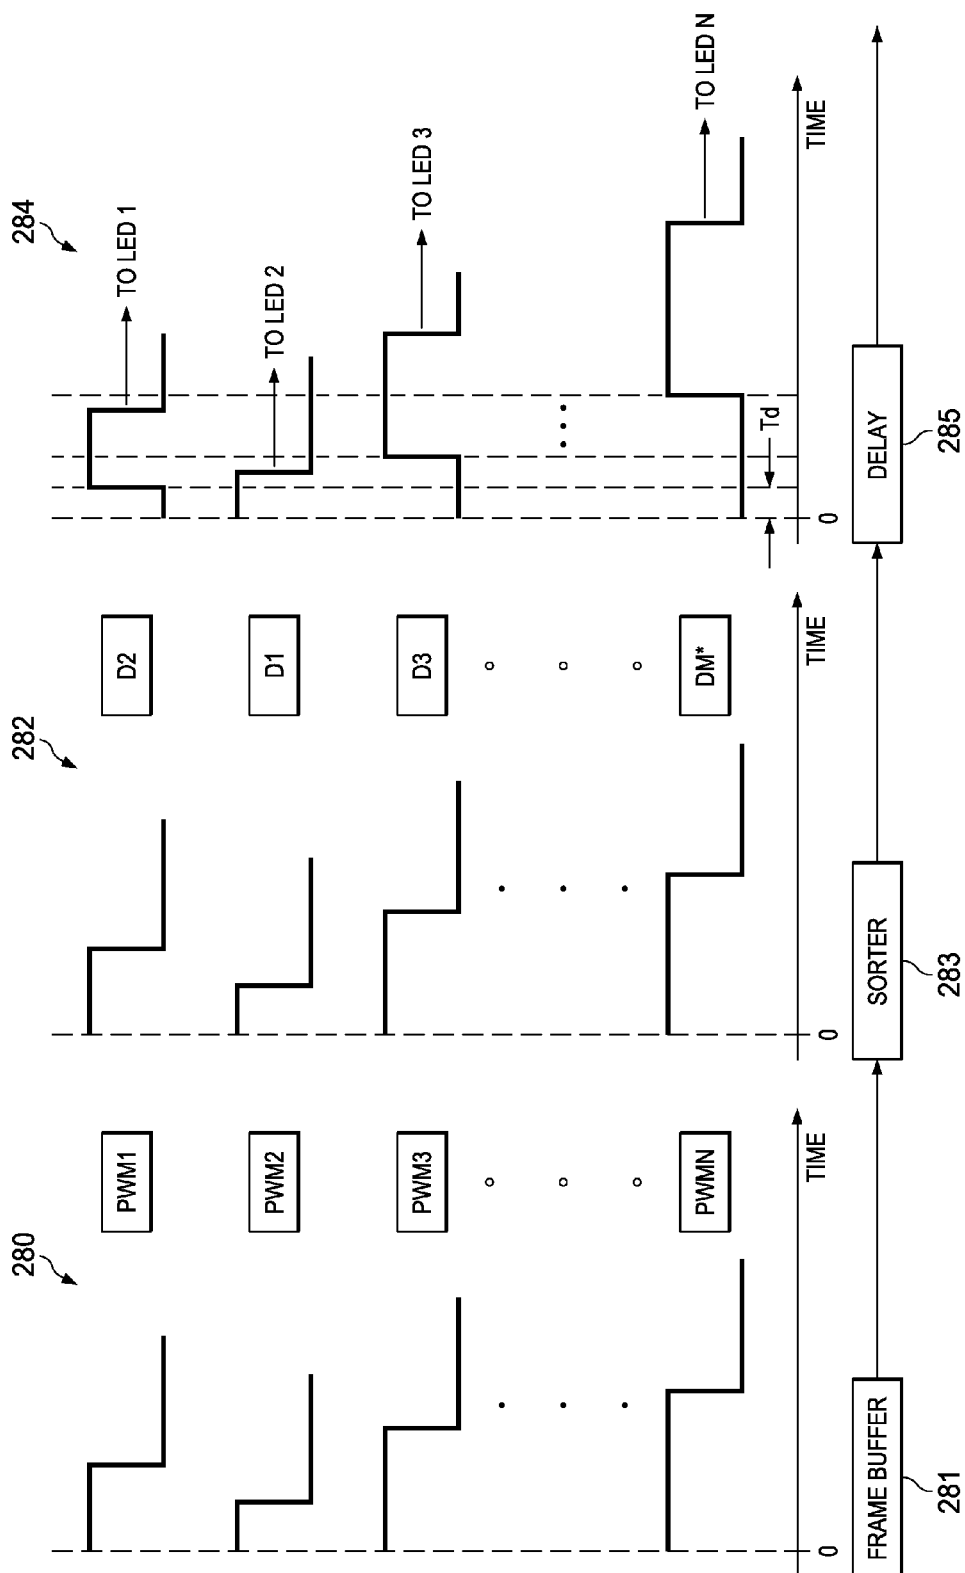 280
PWM1
PWM2
PWM3
PWMN
0
TIME
FRAME BUFFER
281
282
D2
D1
D3
DM*
0
TIME
SORTER
283
284
TO LED 1
TO LED 2
TO LED 3
TO LED N
Td
0
TIME
DELAY
285